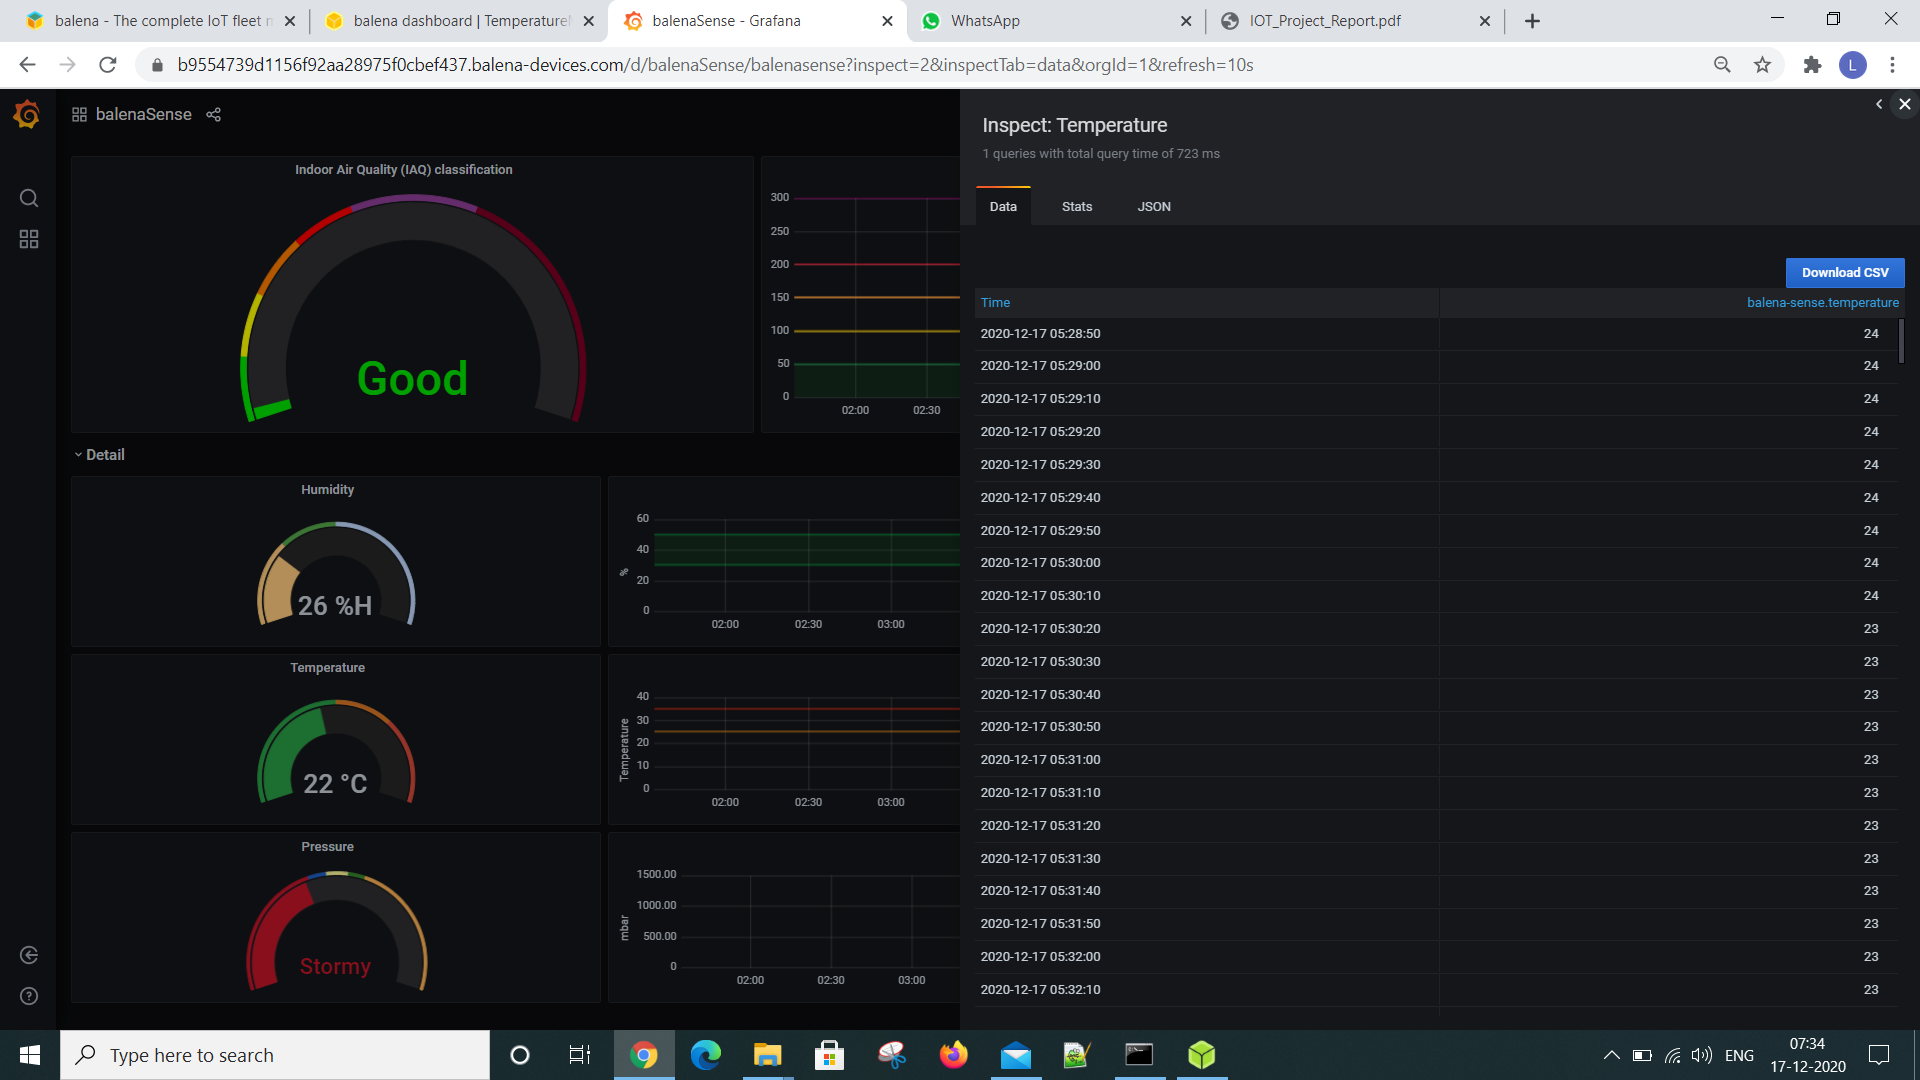 balena - The complete IoT fleet m
balena dashboard | Temperature
balenaSense - Grafana
WhatsApp
IOT_Project_Report.pdf
b9554739d1156f92aa28975f0cbef437.balena-devices.com/d/balenaSense/balenasense?inspect=2&inspectTab=data&orgId=1&refresh=10s
L
balenaSense
Indoor Air Quality (IAQ) classification
Good
300
250
200
150
100
50
0
02:00 02:30
Detail
Humidity
26 %H
60
40
20
0
%
02:00 02:30 03:00
Temperature
22 °C
40
30
20
10
0
Temperature
02:00 02:30 03:00
Pressure
Stormy
1500.00
1000.00
500.00
0
mbar
02:00 02:30 03:00
Inspect: Temperature
1 queries with total query time of 723 ms
Data Stats JSON
Download CSV
Time balena-sense.temperature
2020-12-17 05:28:50 24
2020-12-17 05:29:00 24
2020-12-17 05:29:10 24
2020-12-17 05:29:20 24
2020-12-17 05:29:30 24
2020-12-17 05:29:40 24
2020-12-17 05:29:50 24
2020-12-17 05:30:00 24
2020-12-17 05:30:10 24
2020-12-17 05:30:20 23
2020-12-17 05:30:30 23
2020-12-17 05:30:40 23
2020-12-17 05:30:50 23
2020-12-17 05:31:00 23
2020-12-17 05:31:10 23
2020-12-17 05:31:20 23
2020-12-17 05:31:30 23
2020-12-17 05:31:40 23
2020-12-17 05:31:50 23
2020-12-17 05:32:00 23
2020-12-17 05:32:10 23
Type here to search
ENG
07:34
17-12-2020